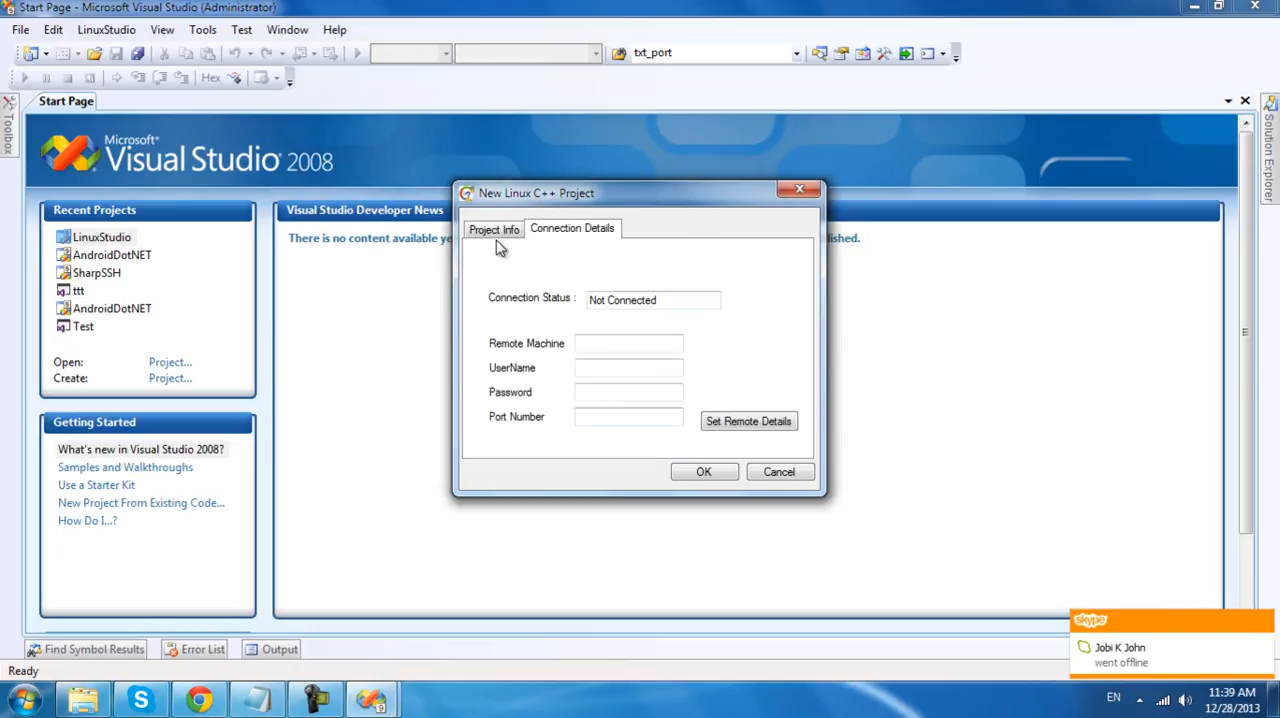 Start Page - Microsoft Visual Studio (Administrator)
File Edit LinuxStudio View Tools Test Window Help
txt_port
Hex
Start Page
Toolbox
Solution Explorer
Microsoft®
Visual Studio® 2008
Recent Projects
LinuxStudio
AndroidDotNET
SharpSSH
ttt
AndroidDotNET
Test
Open: Project...
Create: Project...
Getting Started
What's new in Visual Studio 2008?
Samples and Walkthroughs
Use a Starter Kit
New Project From Existing Code...
How Do I...?
Visual Studio Developer News
There is no content available ye
shed.
New Linux C++ Project
Project Info Connection Details
Connection Status : Not Connected
Remote Machine
UserName
Password
Port Number
Set Remote Details
OK Cancel
skype
Jobi K John
went offline
Find Symbol Results Error List Output
Ready
EN
11:39 AM
12/28/2013